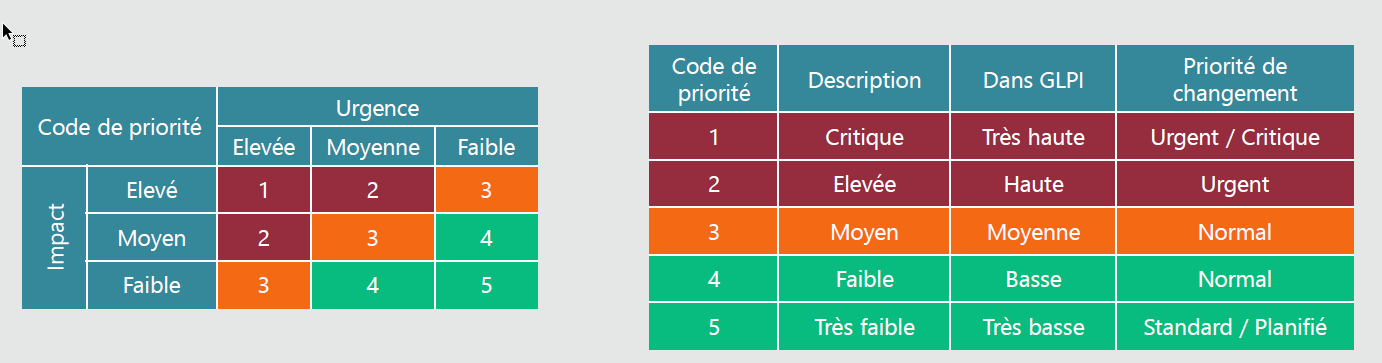 Code de priorité
Urgence
Elevée Moyenne Faible
Impact
Elevé 1 2 3
Moyen 2 3 4
Faible 3 4 5
Code de
priorité
Description
Dans GLPI
Priorité de
changement
1 Critique Très haute Urgent / Critique
2 Elevée Haute Urgent
3 Moyen Moyenne Normal
4 Faible Basse Normal
5 Très faible Très basse Standard / Planifié